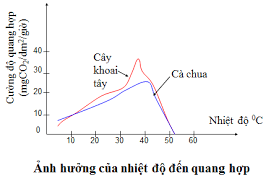 Cường độ quang hợp
(mgCO2/dm2/giờ)
40
30
20
10
Cây
khoai
tây
Cà chua
Nhiệt độ ⁰C
10 20 30 40 50 60
Ảnh hưởng của nhiệt độ đến quang hợp